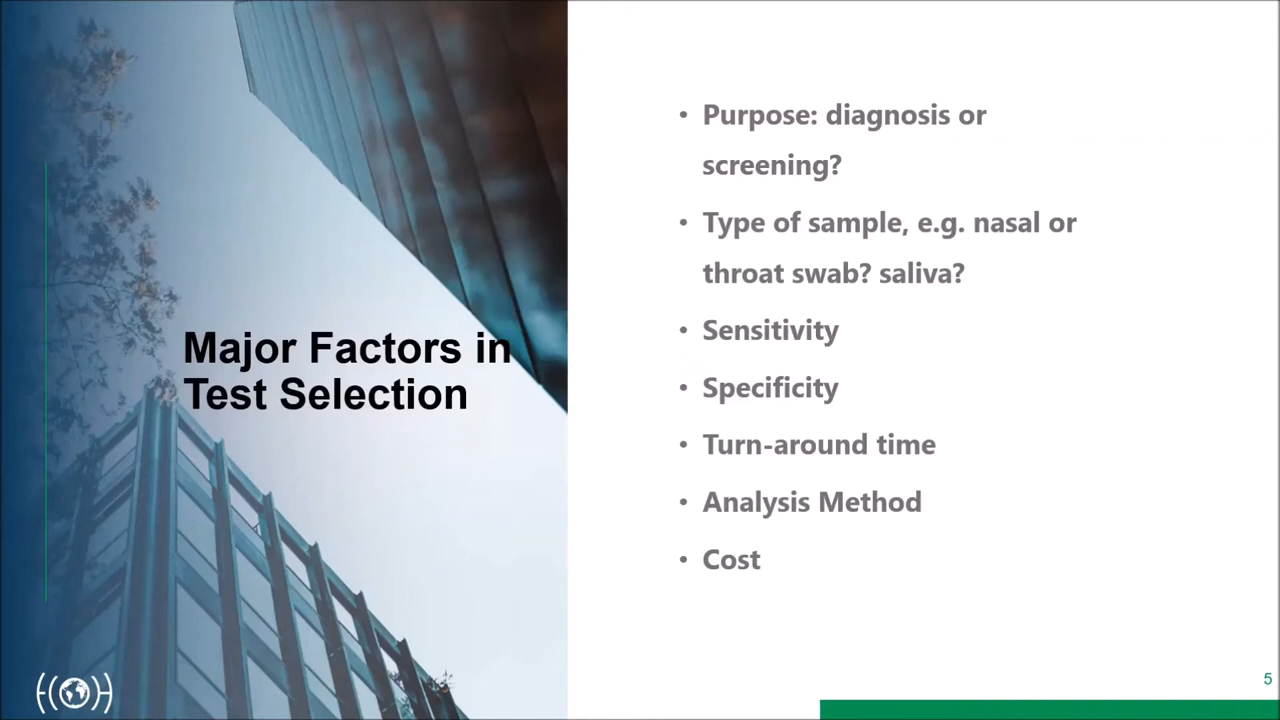 Major Factors in
Test Selection
• Purpose: diagnosis or
screening?
• Type of sample, e.g. nasal or
throat swab? saliva?
• Sensitivity
• Specificity
• Turn-around time
• Analysis Method
• Cost
5